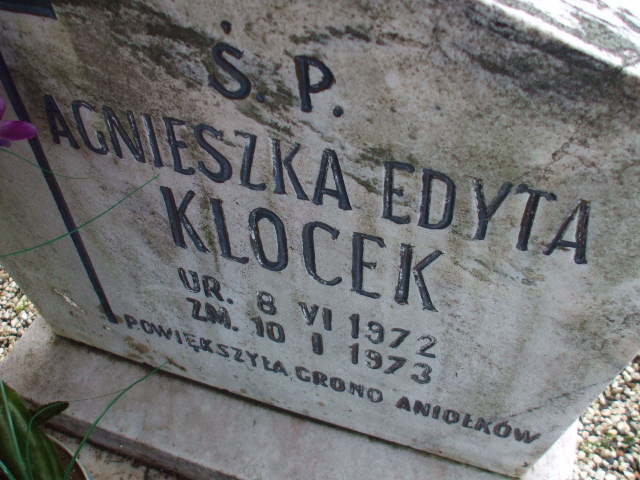 Ś. P.
AGNIESZKA EDYTA
KLOCEK
UR. 8 VI 1972
ZM. 10 I 1973
POWIĘKSZYŁA GRONO ANIOŁKÓW